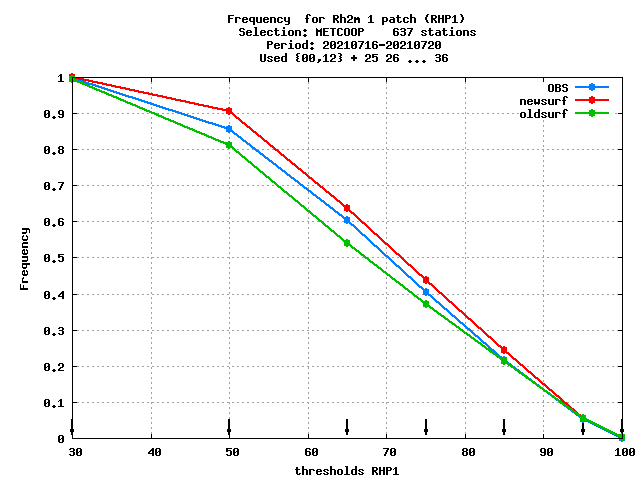 Frequency  for Rh2m 1 patch (RHP1)
Selection: METCOOP    637 stations
Period: 20210716-20210720
Used {00,12} + 25 26 ... 36
OBS
newsurf
oldsurf
1
0.9
0.8
0.7
0.6
0.5
0.4
0.3
0.2
0.1
0
Frequency
30 40 50 60 70 80 90 100
thresholds RHP1